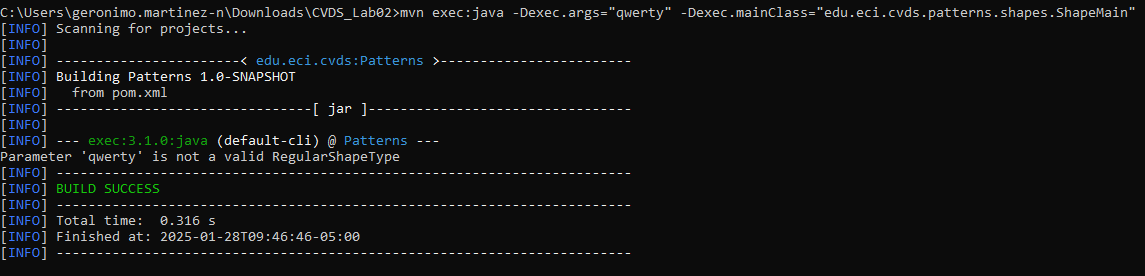 C:\Users\geronimo.martinez-n\Downloads\CVDS_Lab02>mvn exec:java -Dexec.args="qwerty" -Dexec.mainClass="edu.eci.cvds.patterns.shapes.ShapeMain"
[INFO] Scanning for projects...
[INFO]
[INFO] -----------------------< edu.eci.cvds:Patterns >------------------------
[INFO] Building Patterns 1.0-SNAPSHOT
[INFO]   from pom.xml
[INFO] --------------------------------[ jar ]---------------------------------
[INFO]
[INFO] --- exec:3.1.0:java (default-cli) @ Patterns ---
Parameter 'qwerty' is not a valid RegularShapeType
[INFO] ------------------------------------------------------------------------
[INFO] BUILD SUCCESS
[INFO] ------------------------------------------------------------------------
[INFO] Total time:  0.316 s
[INFO] Finished at: 2025-01-28T09:46:46-05:00
[INFO] ------------------------------------------------------------------------